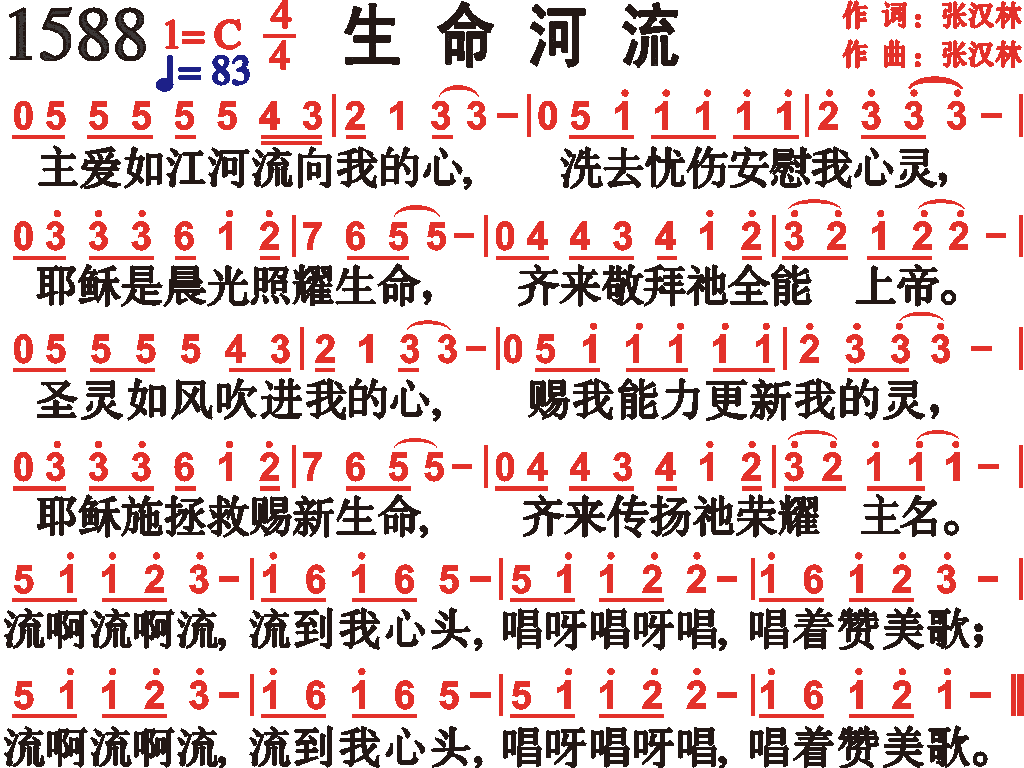 1588 1=C 4/4 生命河流 作 词：张汉林
♩=83 作 曲：张汉林
0 5 5 5 5 5 4 3 | 2 1 3 3 – | 0 5 1̇ 1̇ 1̇ 1̇ 1̇ | 2̇ 3̇ 3̇ 3̇ – |
主爱如江河流向我的心, 洗去忧伤安慰我心灵,
0 3̇ 3̇ 3̇ 6 1̇ 2̇ | 7 6 5 5 – | 0 4 4 3 4 1̇ 2̇ | 3̇ 2̇ 1̇ 2̇ 2̇ – |
耶稣是晨光照耀生命, 齐来敬拜祂全能 上帝。
0 5 5 5 5 4 3 | 2 1 3 3 – | 0 5 1̇ 1̇ 1̇ 1̇ 1̇ | 2̇ 3̇ 3̇ 3̇ – |
圣灵如风吹进我的心, 赐我能力更新我的灵,
0 3̇ 3̇ 3̇ 6 1̇ 2̇ | 7 6 5 5 – | 0 4 4 3 4 1̇ 2̇ | 3̇ 2̇ 1̇ 1̇ 1̇ – |
耶稣施拯救赐新生命, 齐来传扬祂荣耀 主名。
5 1̇ 1̇ 2̇ 3̇ – | 1̇ 6 1̇ 6 5 – | 5 1̇ 1̇ 2̇ 2̇ – | 1̇ 6 1̇ 2̇ 3̇ – |
流啊流啊流, 流到我心头, 唱呀唱呀唱, 唱着赞美歌;
5 1̇ 1̇ 2̇ 3̇ – | 1̇ 6 1̇ 6 5 – | 5 1̇ 1̇ 2̇ 2̇ – | 1̇ 6 1̇ 2̇ 1̇ – ‖
流啊流啊流, 流到我心头, 唱呀唱呀唱, 唱着赞美歌。